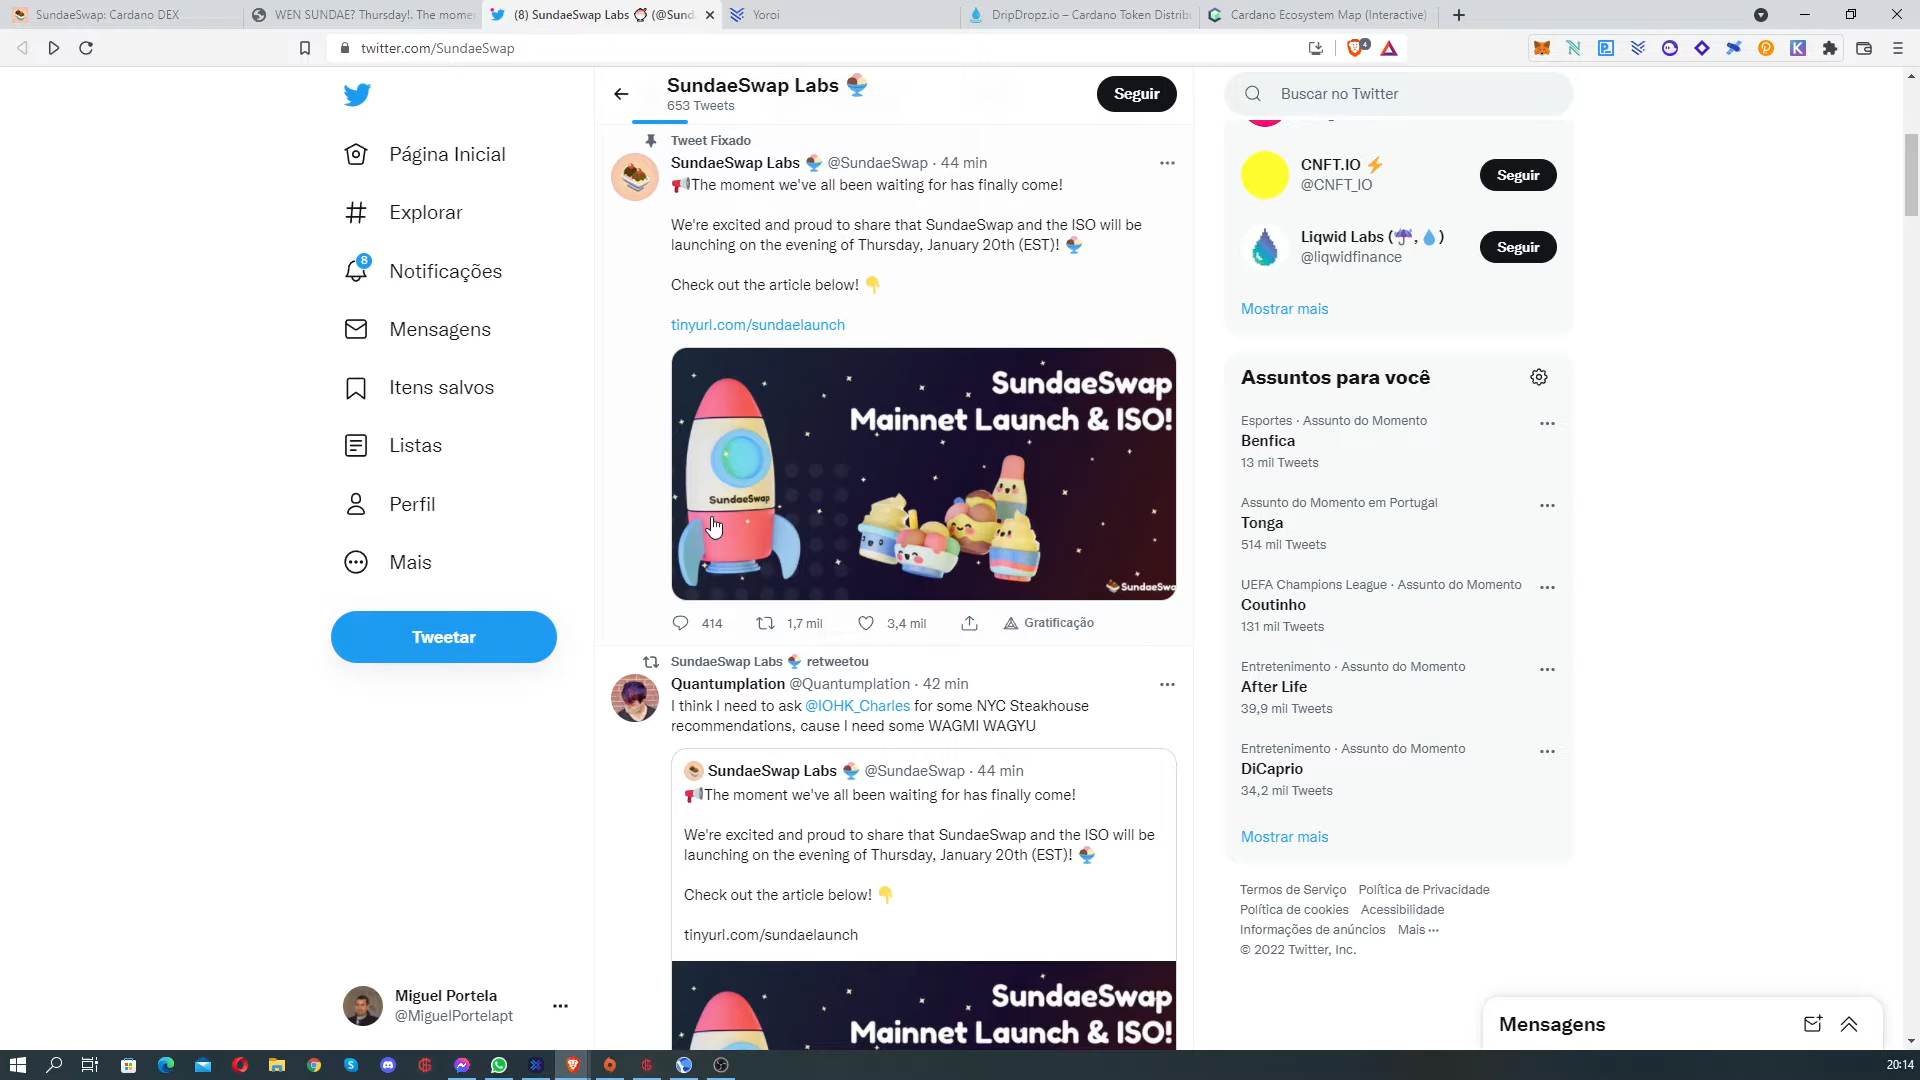 SundaeSwap: Cardano DEX
WEN SUNDAE? Thursday!. The mome
(8) SundaeSwap Labs (@Sund
Yoroi
DripDropz.io – Cardano Token Distribu
Cardano Ecosystem Map (Interactive)
twitter.com/SundaeSwap
4
Página Inicial
Explorar
8
Notificações
Mensagens
Itens salvos
Listas
Perfil
Mais
Tweetar
Miguel Portela
@MiguelPortelapt
SundaeSwap Labs
653 Tweets
Seguir
Tweet Fixado
SundaeSwap Labs @SundaeSwap · 44 min
The moment we've all been waiting for has finally come!
We're excited and proud to share that SundaeSwap and the ISO will be
launching on the evening of Thursday, January 20th (EST)!
Check out the article below!
tinyurl.com/sundaelaunch
SundaeSwap
Mainnet Launch & ISO!
SundaeSwap
SundaeSwa
414
1,7 mil
3,4 mil
Gratificação
SundaeSwap Labs retweetou
Quantumplation @Quantumplation · 42 min
I think I need to ask @IOHK_Charles for some NYC Steakhouse
recommendations, cause I need some WAGMI WAGYU
SundaeSwap Labs @SundaeSwap · 44 min
The moment we've all been waiting for has finally come!
We're excited and proud to share that SundaeSwap and the ISO will be
launching on the evening of Thursday, January 20th (EST)!
Check out the article below!
tinyurl.com/sundaelaunch
SundaeSwap
Mainnet Launch & ISO!
Buscar no Twitter
CNFT.IO
@CNFT_IO
Seguir
Liqwid Labs ( , )
@liqwidfinance
Seguir
Mostrar mais
Assuntos para você
Esportes · Assunto do Momento
Benfica
13 mil Tweets
Assunto do Momento em Portugal
Tonga
514 mil Tweets
UEFA Champions League · Assunto do Momento
Coutinho
131 mil Tweets
Entretenimento · Assunto do Momento
After Life
39,9 mil Tweets
Entretenimento · Assunto do Momento
DiCaprio
34,2 mil Tweets
Mostrar mais
Termos de Serviço Política de Privacidade
Política de cookies Acessibilidade
Informações de anúncios Mais ···
© 2022 Twitter, Inc.
Mensagens
20:14